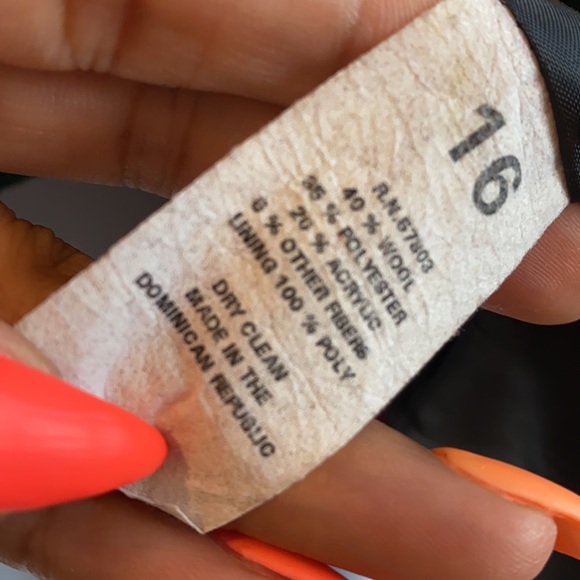 16
R.N.57803
40 % WOOL
35 % POLYESTER
20 % ACRYLIC
5 % OTHER FIBERS
LINING 100 % POLY
DRY CLEAN
MADE IN THE
DOMINICAN REPUBLIC